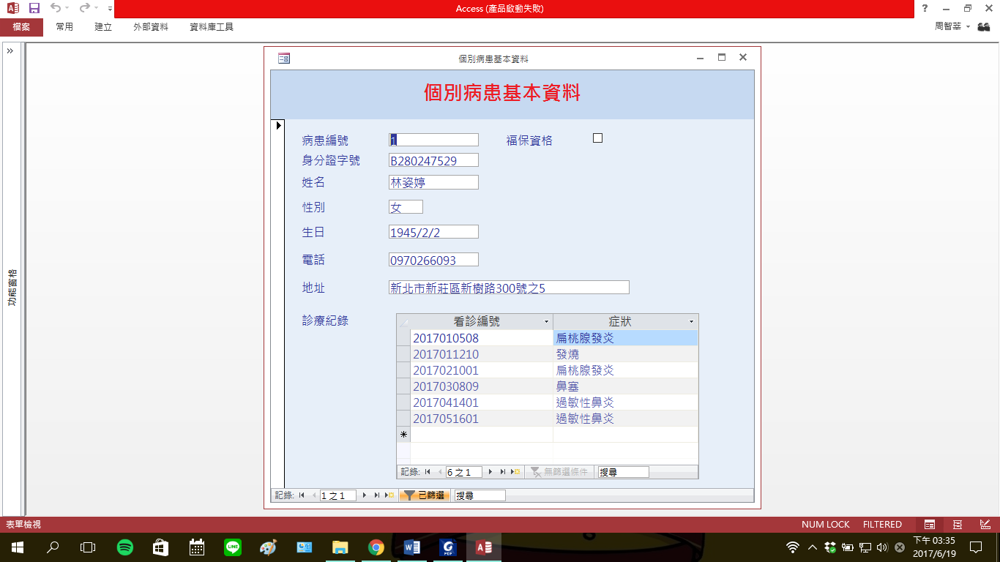 Access (產品啟動失敗)
?
檔案 常用 建立 外部資料 資料庫工具
周智莘
»
功能窗格
個別病患基本資料
個別病患基本資料
病患編號 1 福保資格
身分證字號 B280247529
姓名 林姿婷
性別 女
生日 1945/2/2
電話 0970266093
地址 新北市新莊區新樹路300號之5
診療紀錄
看診編號 症狀
2017010508 扁桃腺發炎
2017011210 發燒
2017021001 扁桃腺發炎
2017030809 鼻塞
2017041401 過敏性鼻炎
2017051601 過敏性鼻炎
*
記錄: 6 之 1 無篩選條件 搜尋
記錄: 1 之 1 已篩選 搜尋
表單檢視 NUM LOCK FILTERED
LINE W PDF A
下午 03:35
2017/6/19